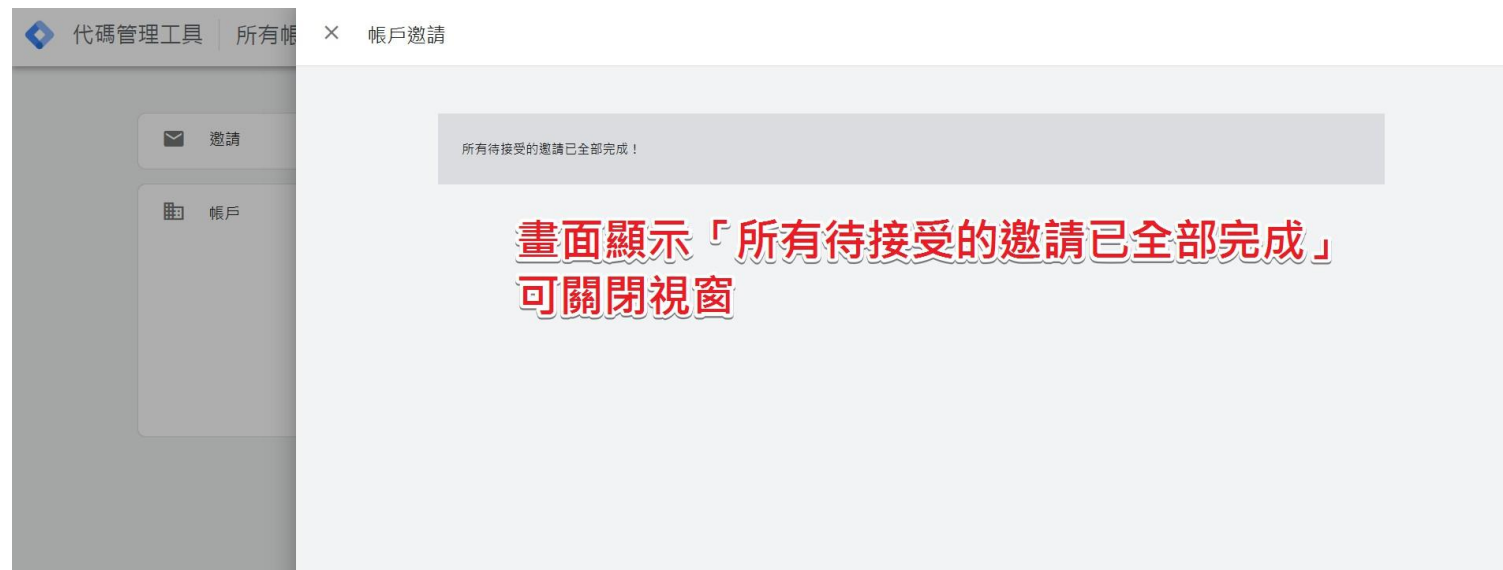 代碼管理工具
所有帳
帳戶邀請
邀請
帳戶
所有待接受的邀請已全部完成！
畫面顯示「所有待接受的邀請已全部完成」
可關閉視窗